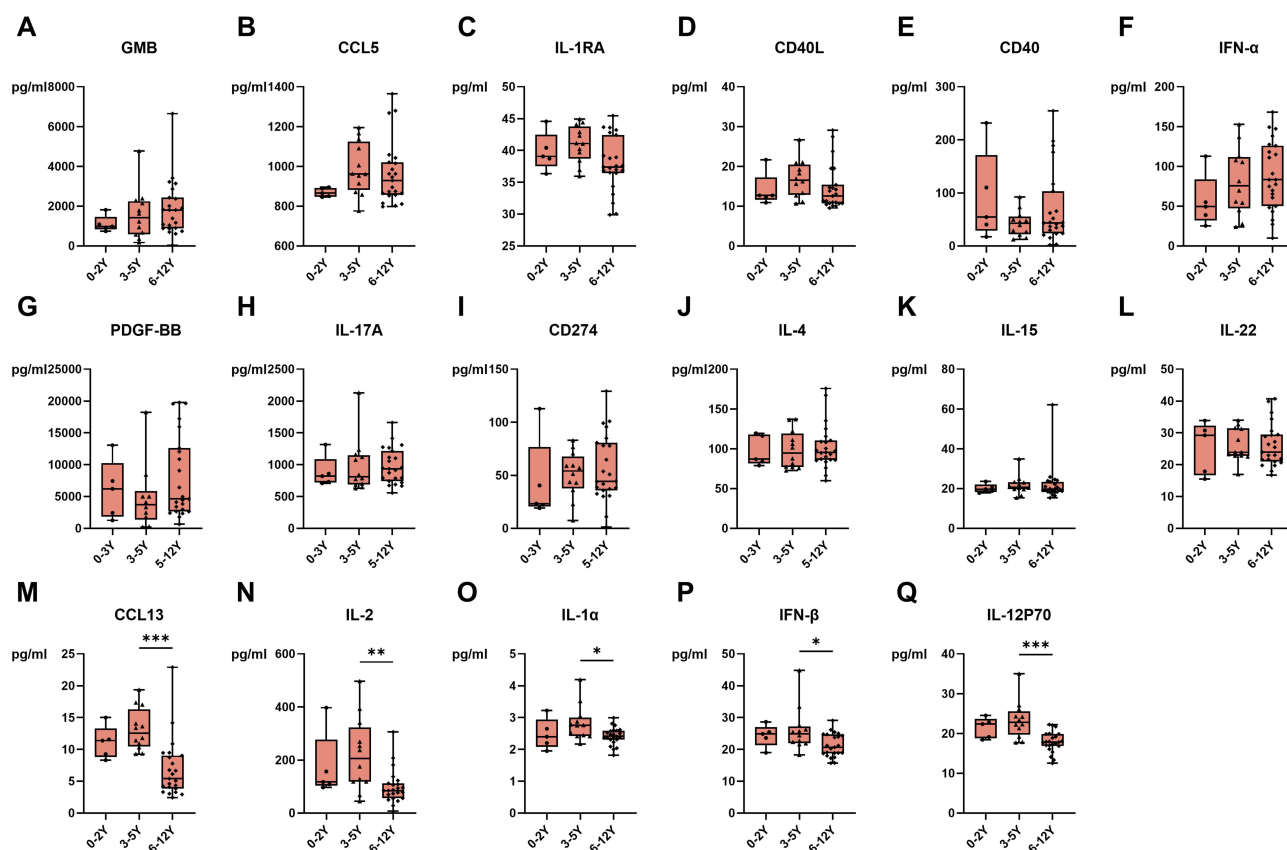 A B C D E F
GMB CCL5 IL-1RA CD40L CD40 IFN-α
pg/ml 8000 pg/ml 1400 pg/ml 50 pg/ml 40 pg/ml 300 pg/ml 200
6000 1200 45 30 200 150
4000 1000 40 20 100 100
2000 800 35 10 0 50
0 600 30 0 0
25
0-2Y 3-5Y 6-12Y 0-2Y 3-5Y 6-12Y 0-2Y 3-5Y 6-12Y 0-2Y 3-5Y 6-12Y 0-2Y 3-5Y 6-12Y 0-2Y 3-5Y 6-12Y
G H I J K L
PDGF-BB IL-17A CD274 IL-4 IL-15 IL-22
pg/ml 25000 pg/ml 2500 pg/ml 150 pg/ml 200 pg/ml 80 pg/ml 50
20000 2000 100 150 60 40
15000 1500 50 100 40 30
10000 1000 0 50 20 20
5000 500 0 0 10
0 0 0
0-3Y 3-5Y 5-12Y 0-3Y 3-5Y 5-12Y 0-3Y 3-5Y 5-12Y 0-3Y 3-5Y 5-12Y 0-2Y 3-5Y 6-12Y 0-2Y 3-5Y 6-12Y
M N O P Q
CCL13 IL-2 IL-1α IFN-β IL-12P70
*** ** * * ***
pg/ml 25 pg/ml 600 pg/ml 5 pg/ml 50 pg/ml 40
20 400 4 40 30
15 200 3 30 20
10 0 2 20 10
5 1 10 0
0 0 0
0-2Y 3-5Y 6-12Y 0-2Y 3-5Y 6-12Y 0-2Y 3-5Y 6-12Y 0-2Y 3-5Y 6-12Y 0-2Y 3-5Y 6-12Y